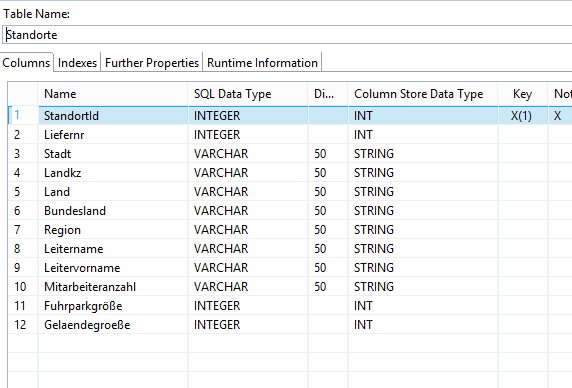 Table Name:
Standorte
Columns Indexes Further Properties Runtime Information
Name SQL Data Type Di... Column Store Data Type Key Not
1 StandortId INTEGER INT X(1) X
2 Liefernr INTEGER INT
3 Stadt VARCHAR 50 STRING
4 Landkz VARCHAR 50 STRING
5 Land VARCHAR 50 STRING
6 Bundesland VARCHAR 50 STRING
7 Region VARCHAR 50 STRING
8 Leitername VARCHAR 50 STRING
9 Leitervorname VARCHAR 50 STRING
10 Mitarbeiteranzahl VARCHAR 50 STRING
11 Fuhrparkgröße INTEGER INT
12 Gelaendegroeße INTEGER INT